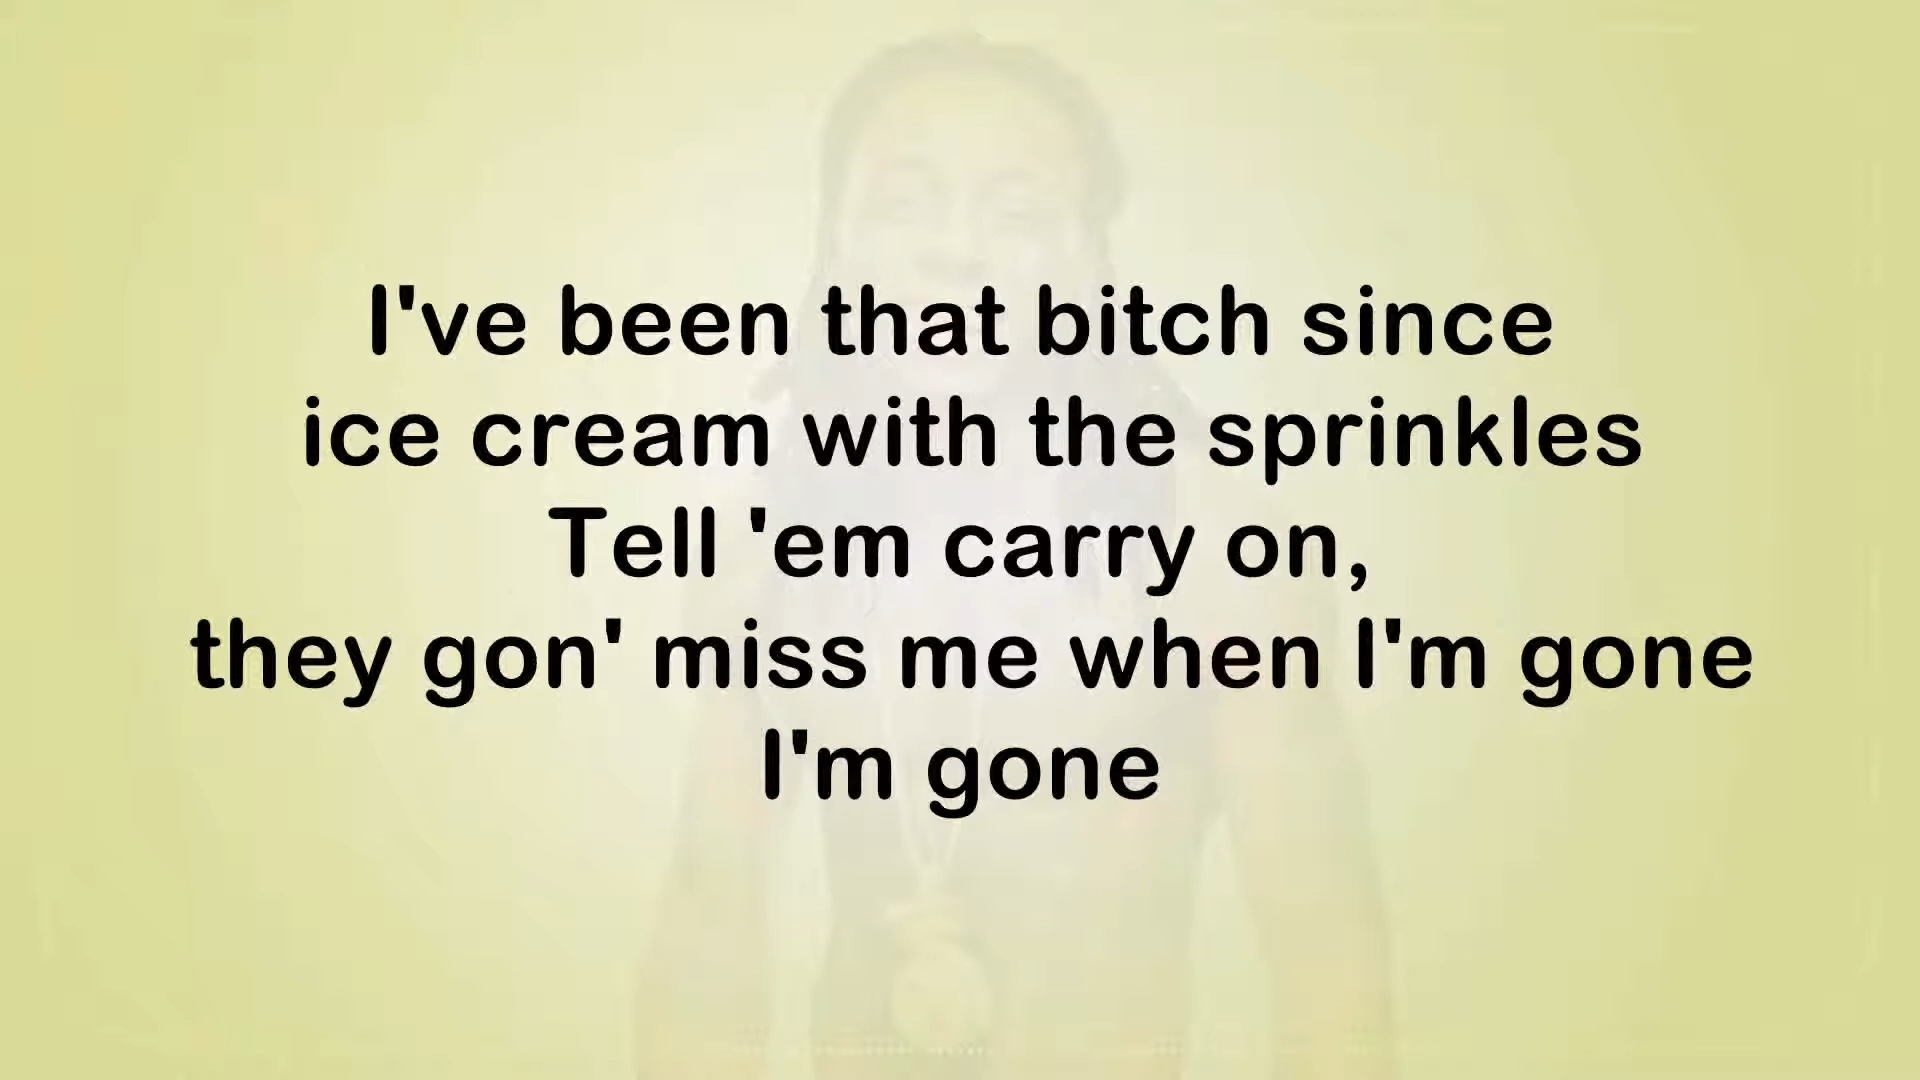 I've been that bitch since
ice cream with the sprinkles
Tell 'em carry on,
they gon' miss me when I'm gone
I'm gone